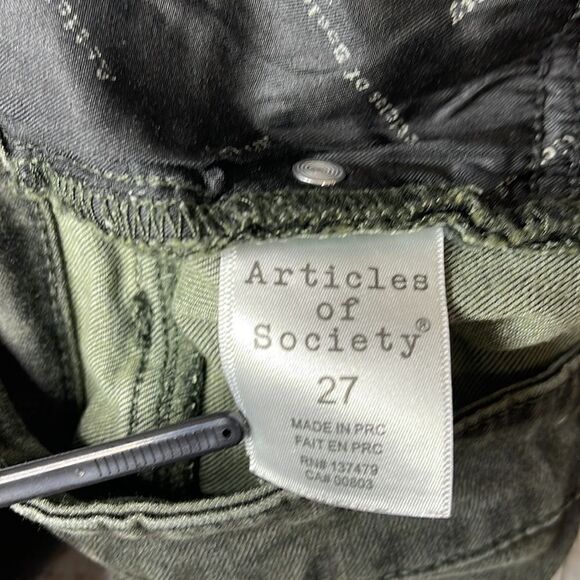 Articles
of
Society®
27
MADE IN PRC
FAIT EN PRC
RN# 137479
CA# 00803